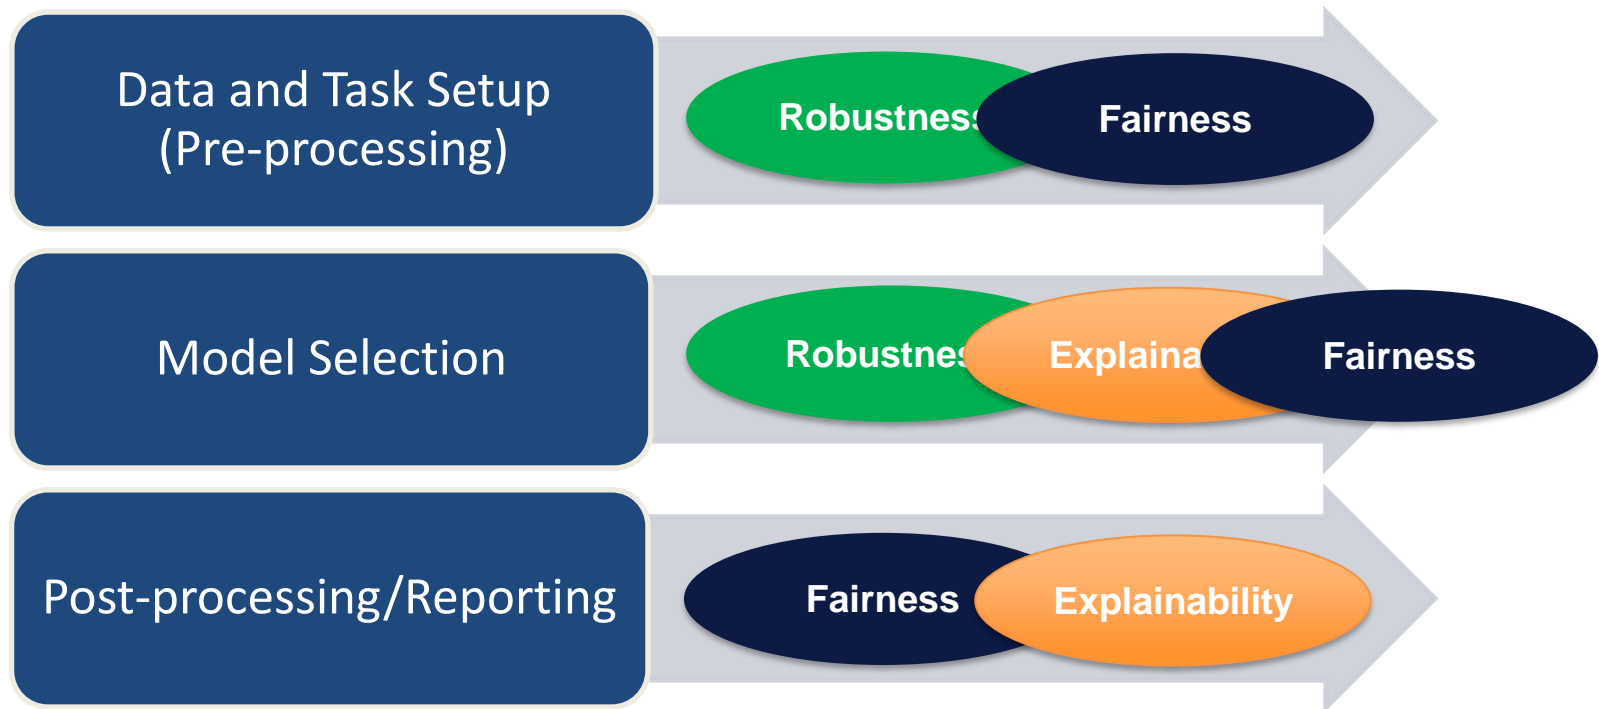 Data and Task Setup
(Pre-processing)
Robustness
Fairness
Model Selection
Robustnes
Explaina
Fairness
Post-processing/Reporting
Fairness
Explainability